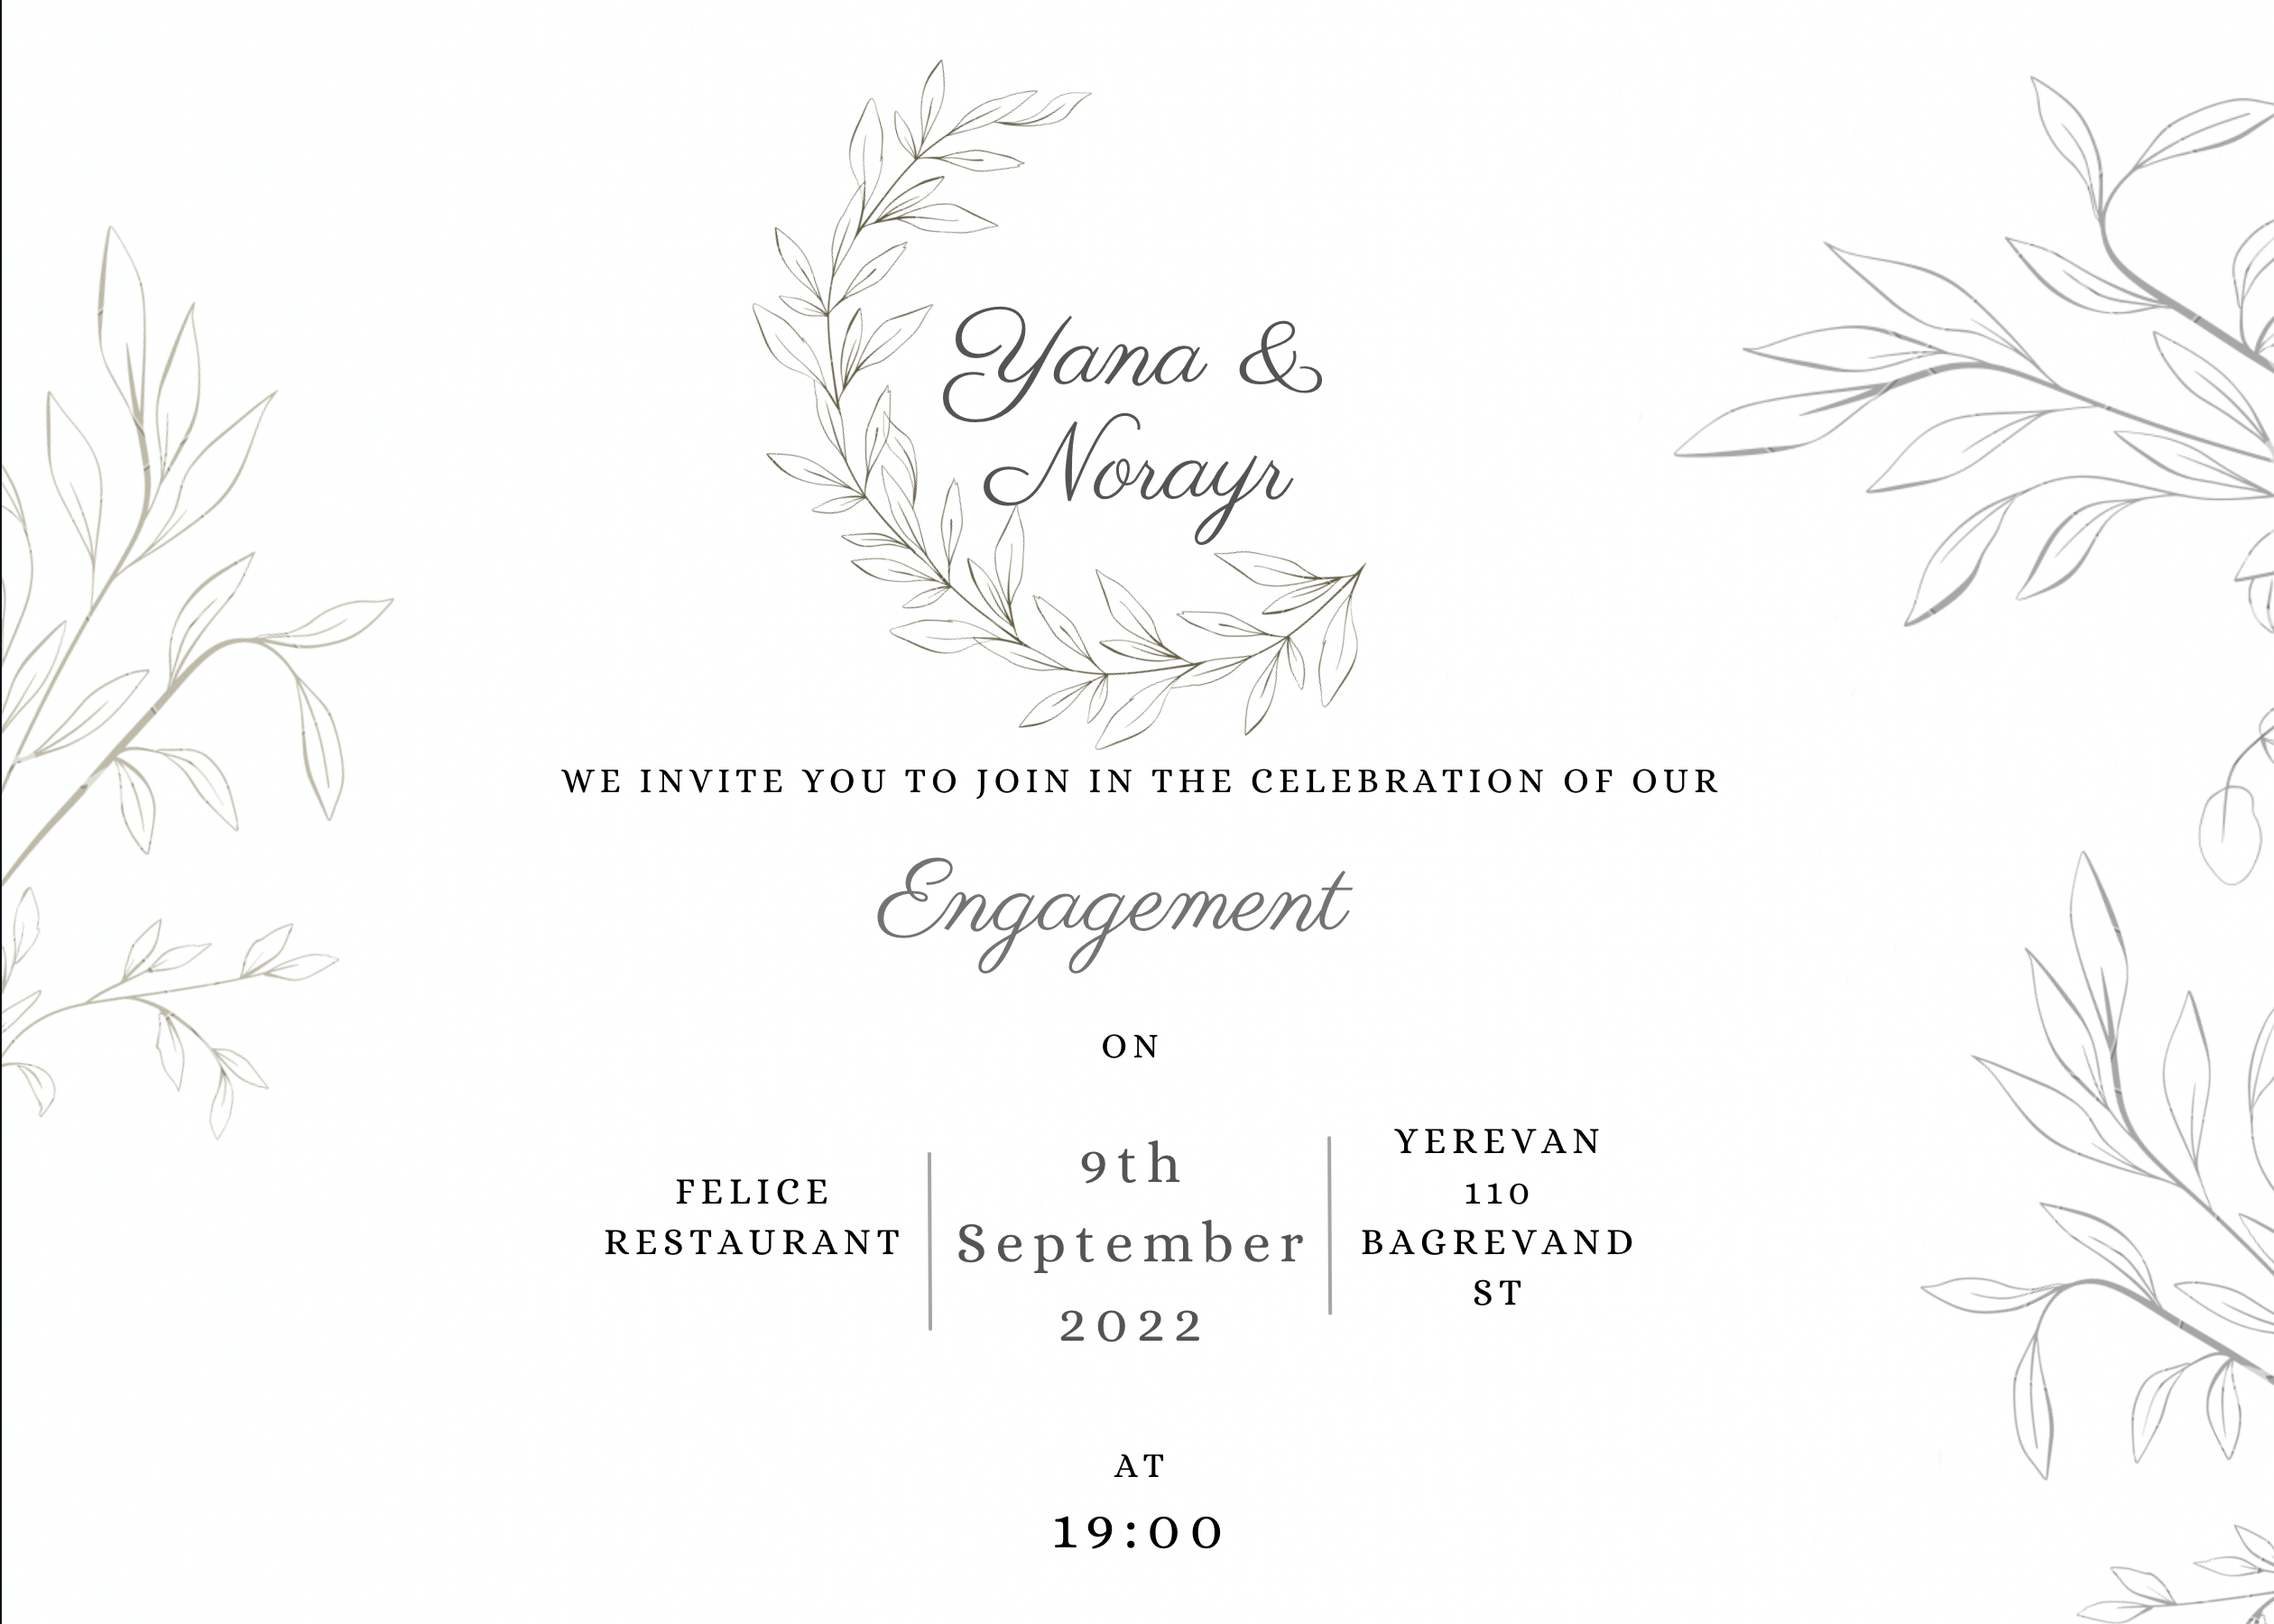 Yana &
Norayr
WE INVITE YOU TO JOIN IN THE CELEBRATION OF OUR
Engagement
ON
FELICE
RESTAURANT
9th
September
2022
YEREVAN
110
BAGREVAND
ST
AT
19:00